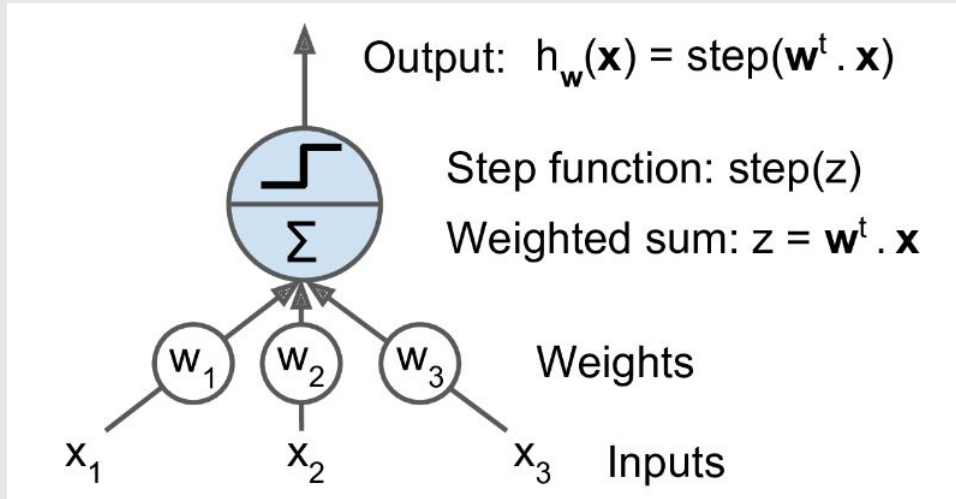 Output: h_w(x) = step(w^t . x)
Step function: step(z)
Σ
Weighted sum: z = w^t . x
w_1 w_2 w_3 Weights
x_1 x_2 x_3 Inputs